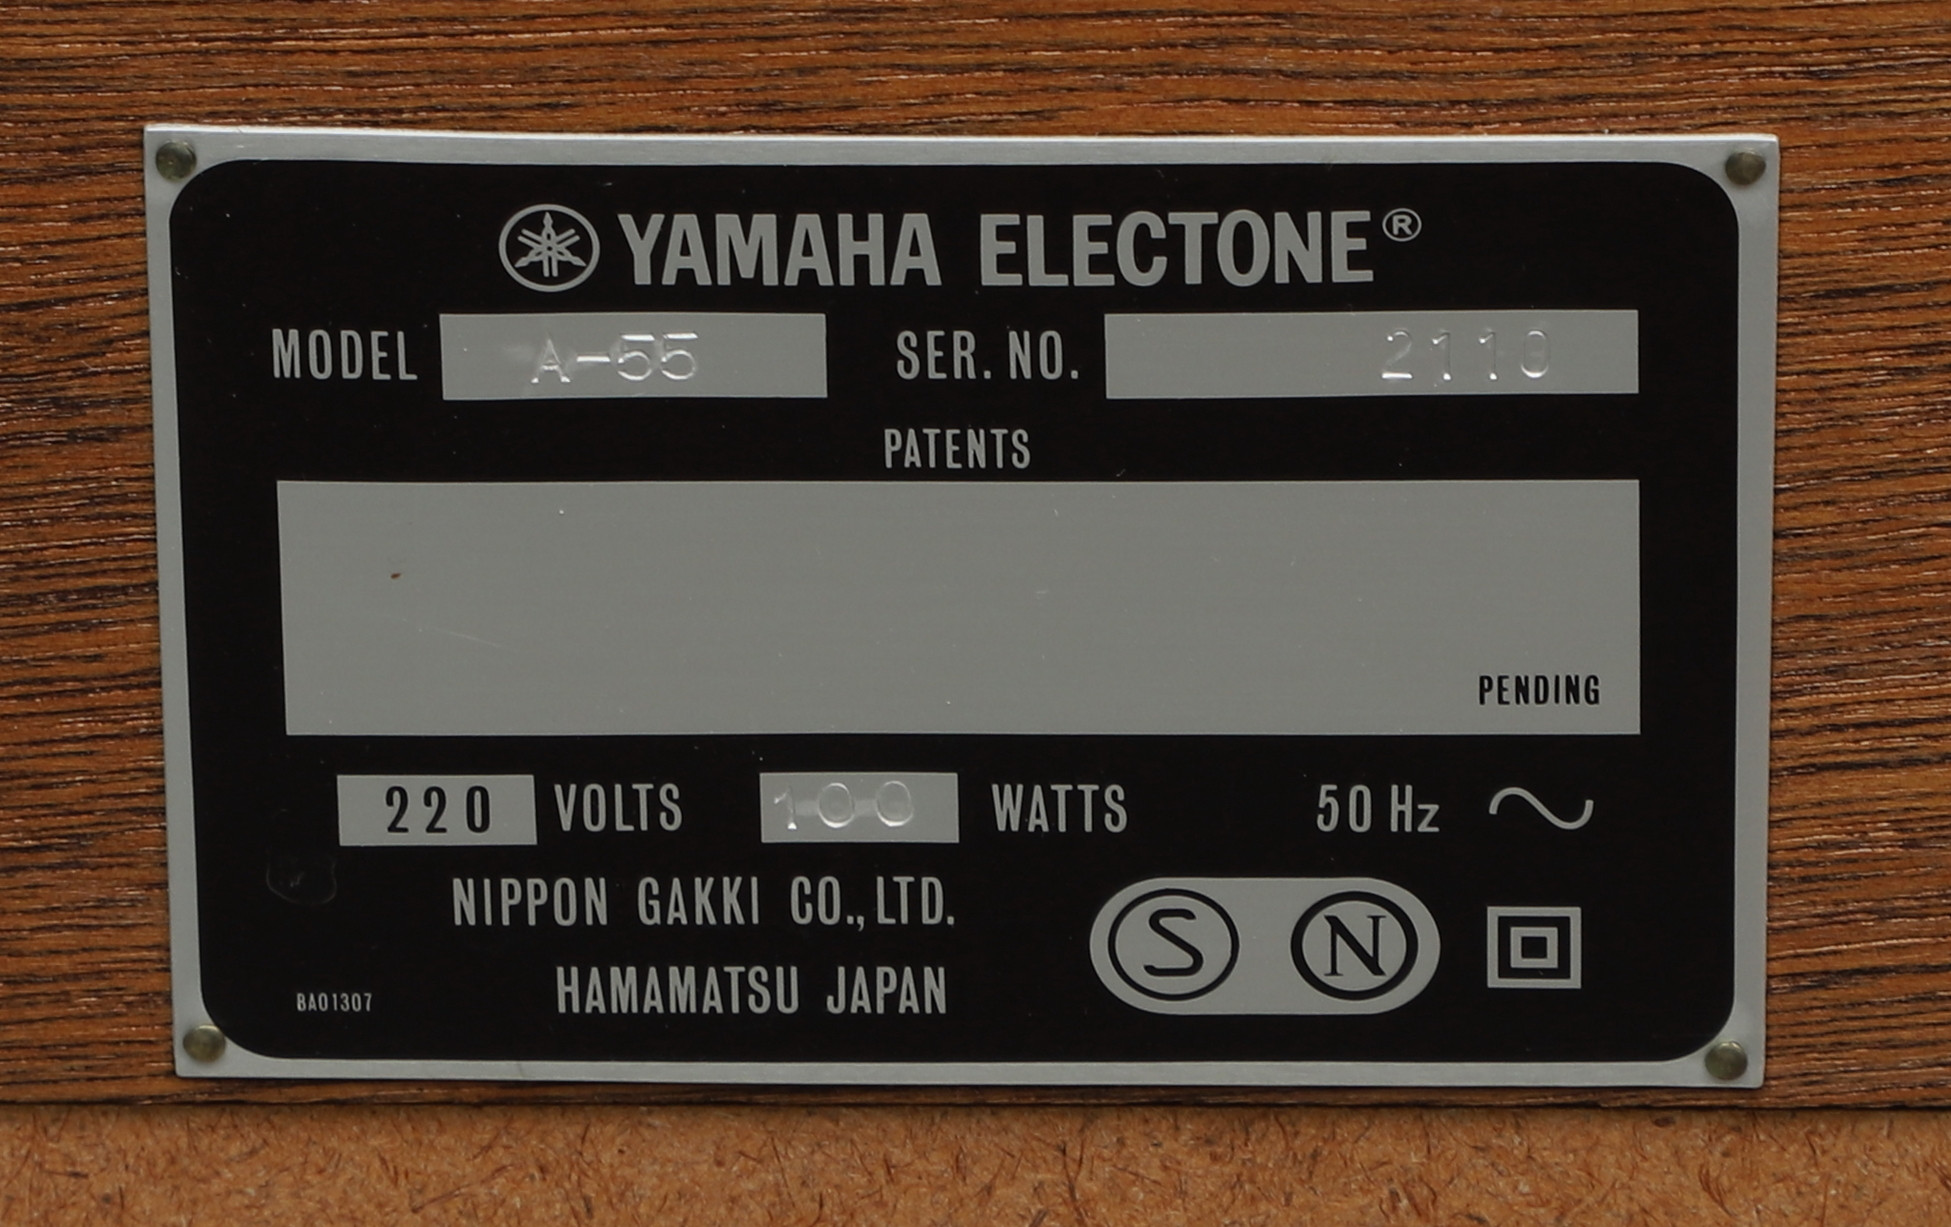 YAMAHA ELECTONE®
MODEL A-55 SER. NO. 2110
PATENTS
PENDING
220 VOLTS 100 WATTS 50 Hz ~
NIPPON GAKKI CO., LTD.
HAMAMATSU JAPAN
S N
BA01307